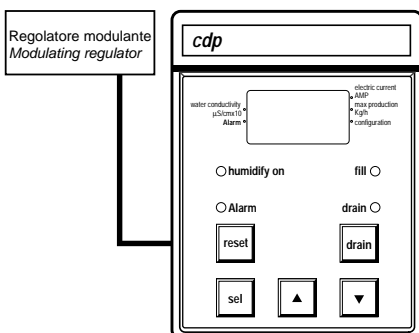 Regolatore modulante
Modulating regulator
cdp
electric current
AMP
water conductivity
µS/cmx10
Alarm
max production
Kg/h
configuration
humidify on
fill
Alarm
drain
reset
drain
sel
▲
▼